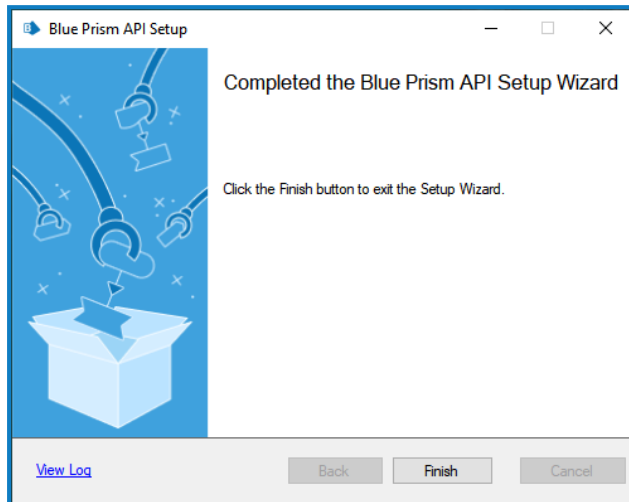 Blue Prism API Setup
Completed the Blue Prism API Setup Wizard
Click the Finish button to exit the Setup Wizard.
View Log
Back
Finish
Cancel